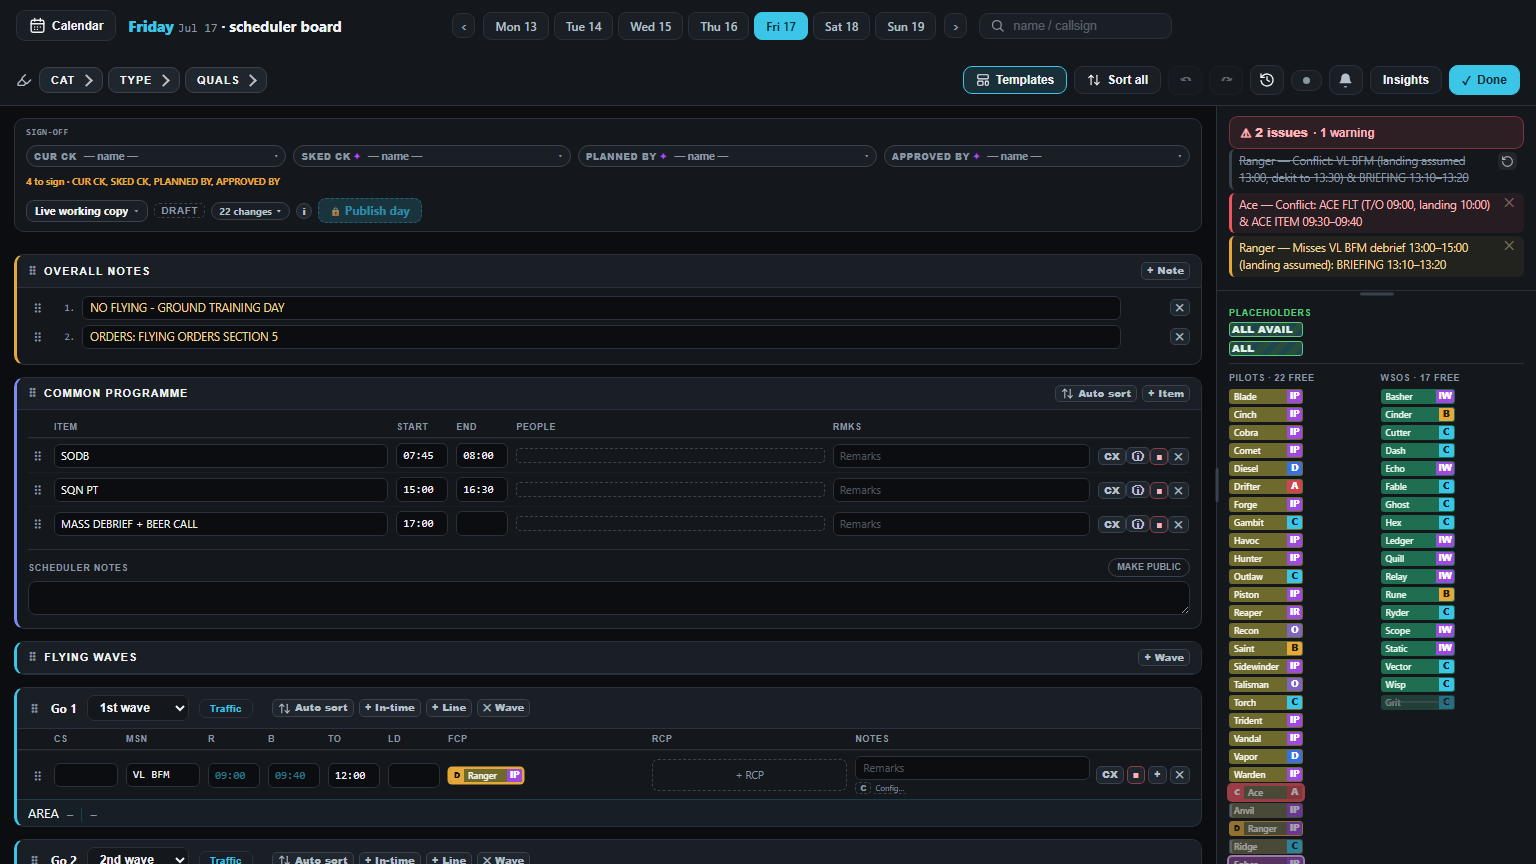 Calendar
Friday Jul 17 · scheduler board
‹ Mon 13 Tue 14 Wed 15 Thu 16 Fri 17 Sat 18 Sun 19 ›
name / callsign
CAT TYPE QUALS
Templates Sort all Insights ✓ Done
SIGN-OFF
CUR CK — name —
SKED CK ✦ — name —
PLANNED BY ✦ — name —
APPROVED BY ✦ — name —
4 to sign · CUR CK, SKED CK, PLANNED BY, APPROVED BY
Live working copy DRAFT 22 changes i Publish day
OVERALL NOTES + Note
1. NO FLYING - GROUND TRAINING DAY ✕
2. ORDERS: FLYING ORDERS SECTION 5 ✕
COMMON PROGRAMME Auto sort + Item
ITEM START END PEOPLE RMKS
SODB 07:45 08:00 Remarks CX ✕
SQN PT 15:00 16:30 Remarks CX ✕
MASS DEBRIEF + BEER CALL 17:00 Remarks CX ✕
SCHEDULER NOTES MAKE PUBLIC
FLYING WAVES + Wave
Go 1 1st wave Traffic Auto sort + In-time + Line ✕ Wave
CS MSN R B TO LD FCP RCP NOTES
VL BFM 09:00 09:40 12:00 D Ranger IP + RCP Remarks CX + ✕
C Config...
AREA – | –
Go 2 2nd wave Traffic Auto sort + In-time + Line ✕ Wave
⚠ 2 issues · 1 warning
Ranger — Conflict: VL BFM (landing assumed
13:00, dekit to 13:30) & BRIEFING 13:10–13:20
Ace — Conflict: ACE FLT (T/O 09:00, landing 10:00)
& ACE ITEM 09:30–09:40
Ranger — Misses VL BFM debrief 13:00–15:00
(landing assumed): BRIEFING 13:10–13:20
PLACEHOLDERS
ALL AVAIL
ALL
PILOTS · 22 FREE
Blade IP
Cinch IP
Cobra IP
Comet IP
Diesel D
Drifter A
Forge IP
Gambit C
Havoc IP
Hunter IP
Outlaw C
Piston IP
Reaper IR
Recon O
Saint B
Sidewinder IP
Talisman O
Torch C
Trident IP
Vandal IP
Vapor D
Warden IP
C Ace A
Anvil IP
D Ranger IP
Ridge C
Saber IP
WSOS · 17 FREE
Basher IW
Cinder B
Cutter C
Dash C
Echo IW
Fable C
Ghost C
Hex C
Ledger IW
Quill IW
Relay IW
Rune B
Ryder C
Scope IW
Static IW
Vector C
Wisp C
Grit C